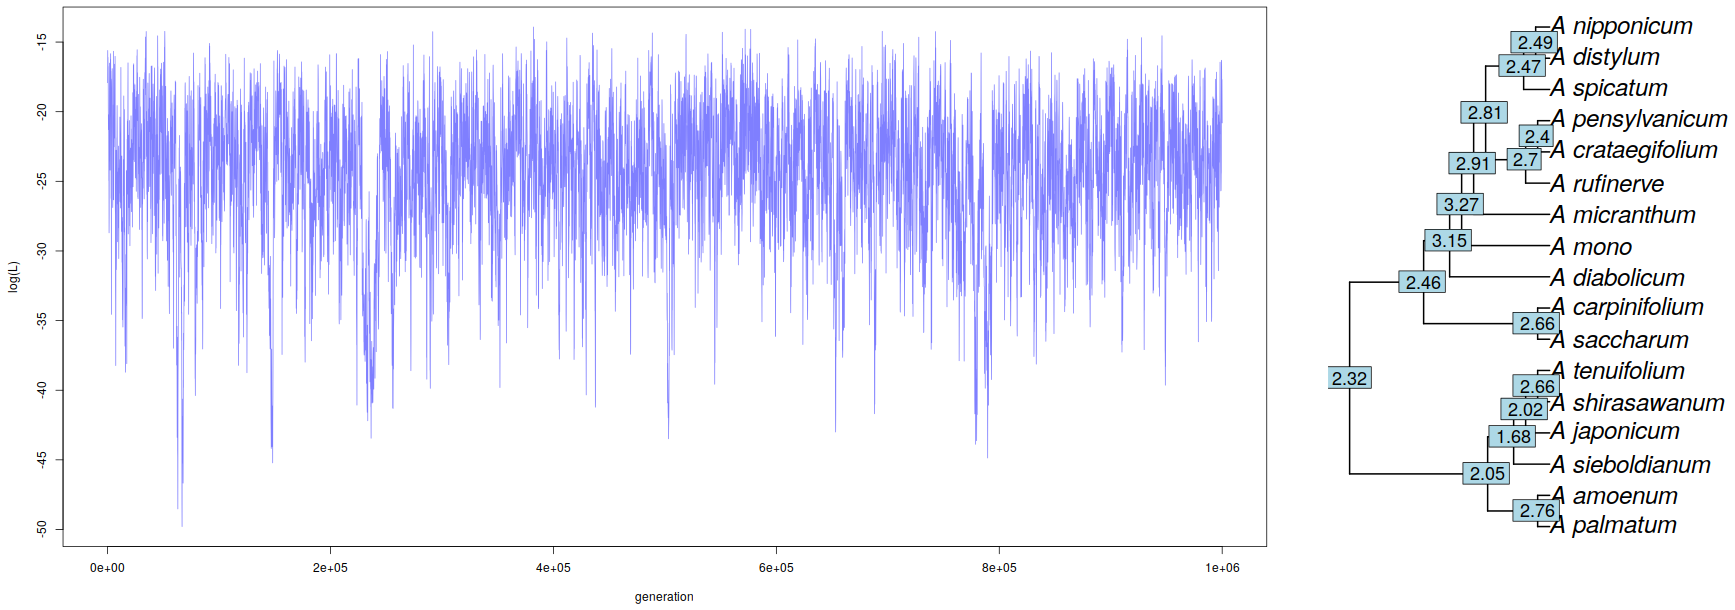 log(L)
-15
-20
-25
-30
-35
-40
-45
-50
0e+00 2e+05 4e+05 6e+05 8e+05 1e+06
generation
A nipponicum
2.49
A distylum
2.47
A spicatum
2.81
A pensylvanicum
2.4
A crataegifolium
2.91 2.7
A rufinerve
3.27
A micranthum
3.15
A mono
A diabolicum
2.46
A carpinifolium
2.66
A saccharum
A tenuifolium
2.32
2.66
A shirasawanum
2.02
A japonicum
1.68
A sieboldianum
2.05
A amoenum
2.76
A palmatum